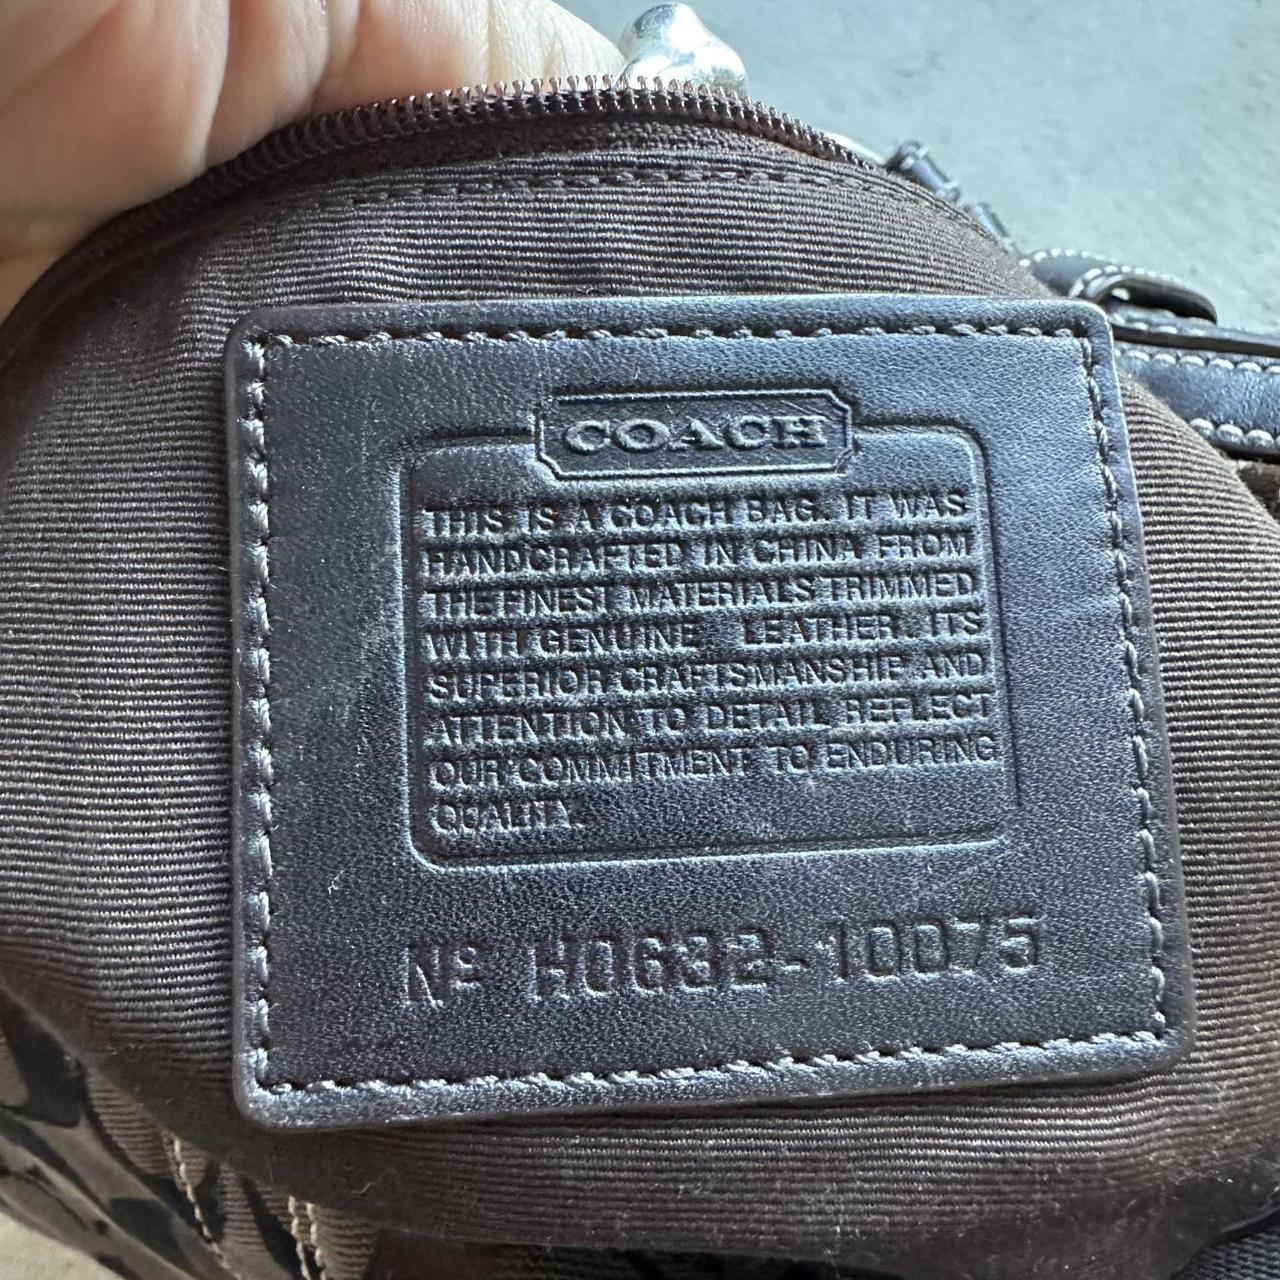 COACH
THIS IS A COACH BAG. IT WAS
HANDCRAFTED IN CHINA FROM
THE FINEST MATERIALS TRIMMED
WITH GENUINE LEATHER. ITS
SUPERIOR CRAFTSMANSHIP AND
ATTENTION TO DETAIL REFLECT
OUR COMMITMENT TO ENDURING
QUALITY.
Nº H0632-10075